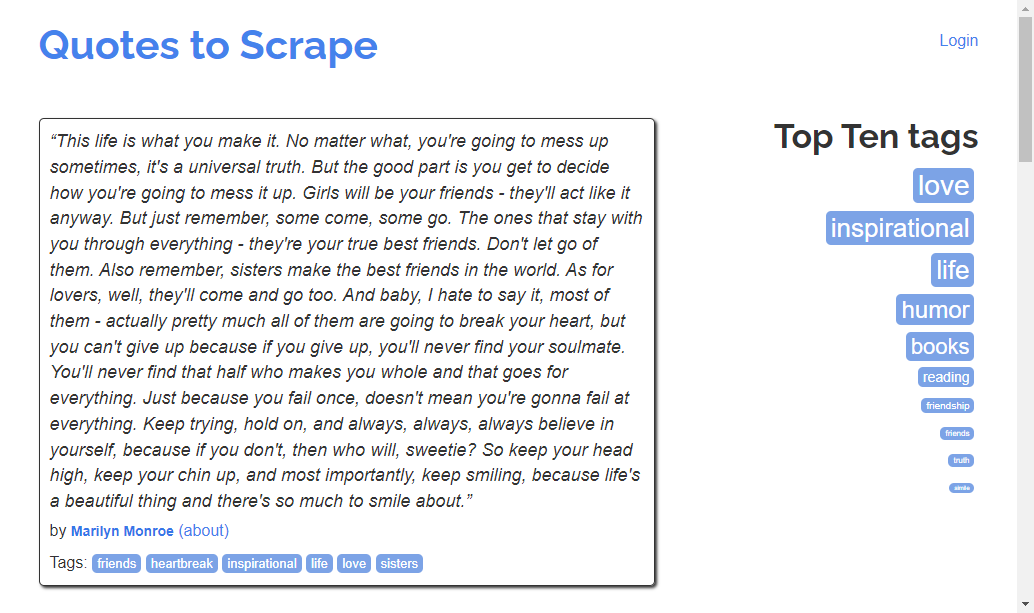 Quotes to Scrape
Login
“This life is what you make it. No matter what, you're going to mess up
sometimes, it's a universal truth. But the good part is you get to decide
how you're going to mess it up. Girls will be your friends - they'll act like it
anyway. But just remember, some come, some go. The ones that stay with
you through everything - they're your true best friends. Don't let go of
them. Also remember, sisters make the best friends in the world. As for
lovers, well, they'll come and go too. And baby, I hate to say it, most of
them - actually pretty much all of them are going to break your heart, but
you can't give up because if you give up, you'll never find your soulmate.
You'll never find that half who makes you whole and that goes for
everything. Just because you fail once, doesn't mean you're gonna fail at
everything. Keep trying, hold on, and always, always, always believe in
yourself, because if you don't, then who will, sweetie? So keep your head
high, keep your chin up, and most importantly, keep smiling, because life's
a beautiful thing and there's so much to smile about.”
by Marilyn Monroe (about)
Tags: friends heartbreak inspirational life love sisters
Top Ten tags
love
inspirational
life
humor
books
reading
friendship
friends
truth
simile